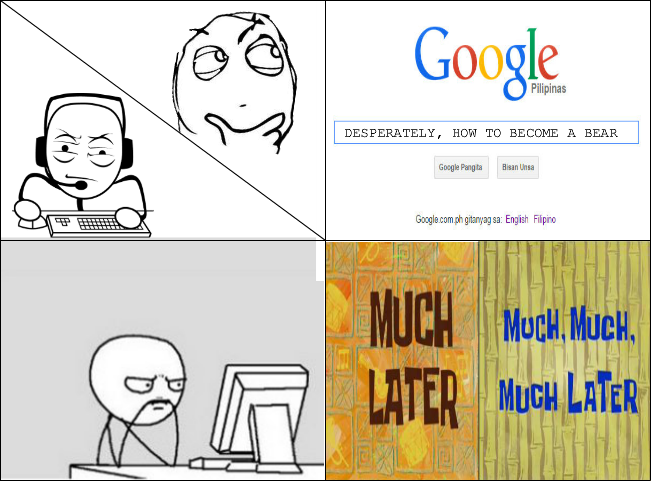 Google
Pilipinas
DESPERATELY, HOW TO BECOME A BEAR
Google Pangita
Bisan Unsa
Google.com.ph gitanyag sa: English Filipino
MUCH
LATER
MUCH, MUCH,
MUCH LATER